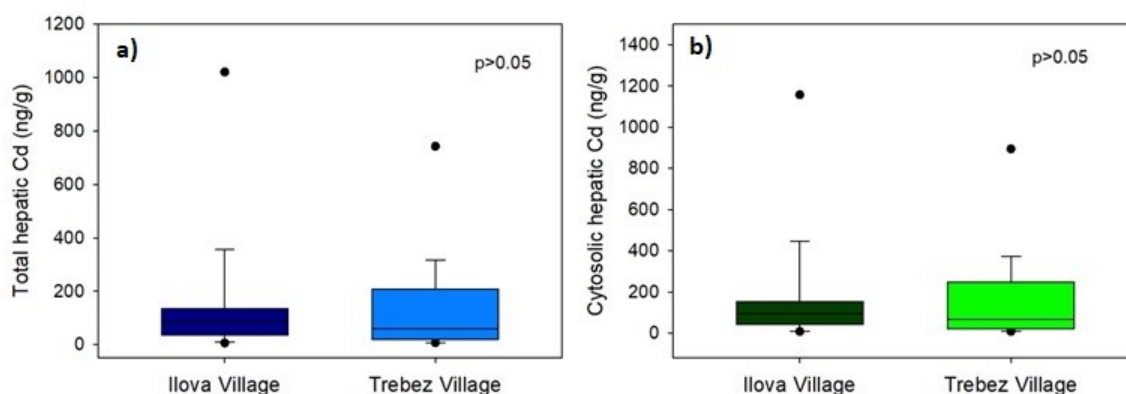 a)
p>0.05
Total hepatic Cd (ng/g)
1200
1000
800
600
400
200
0
Ilova Village
Trebez Village
b)
p>0.05
Cytosolic hepatic Cd (ng/g)
1400
1200
1000
800
600
400
200
0
Ilova Village
Trebez Village